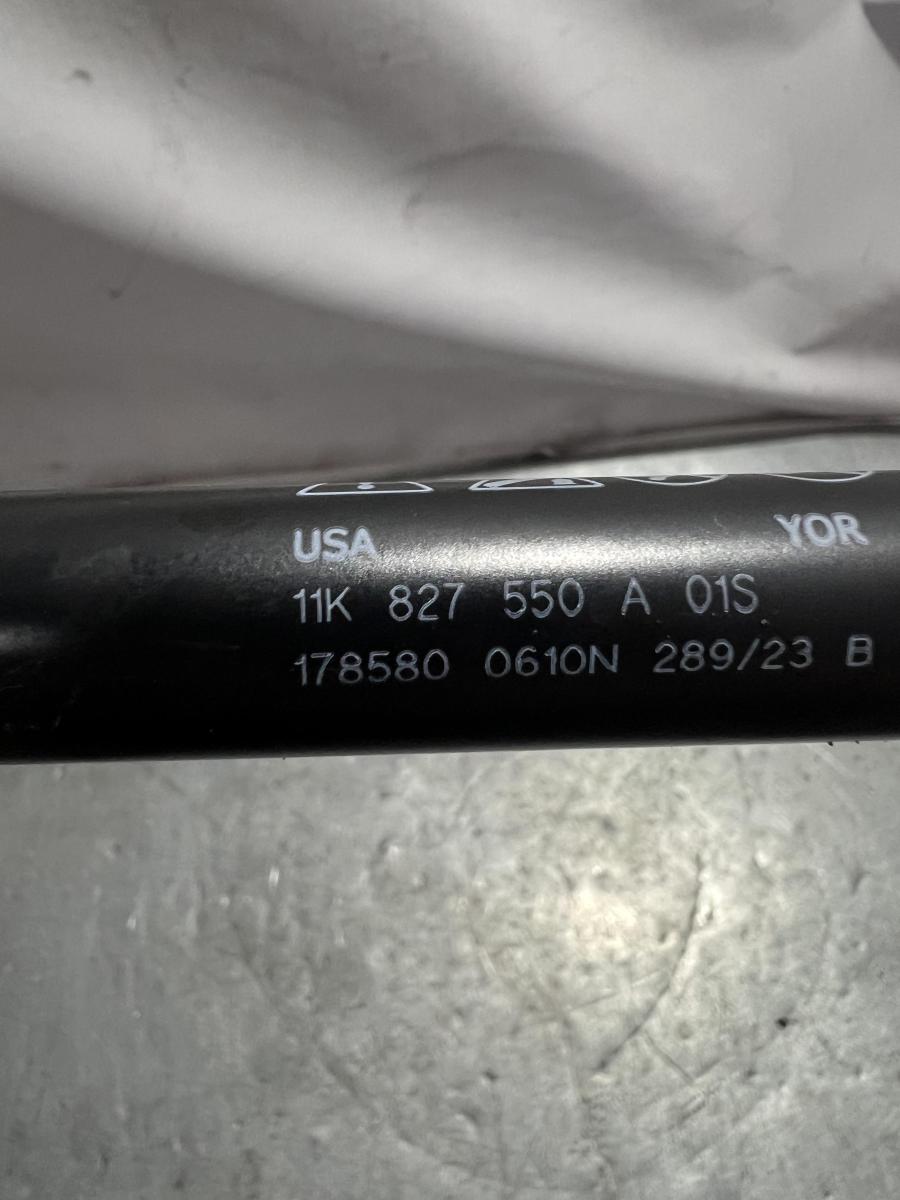 USA YOR
11K 827 550 A 01S
178580 0610N 289/23 B